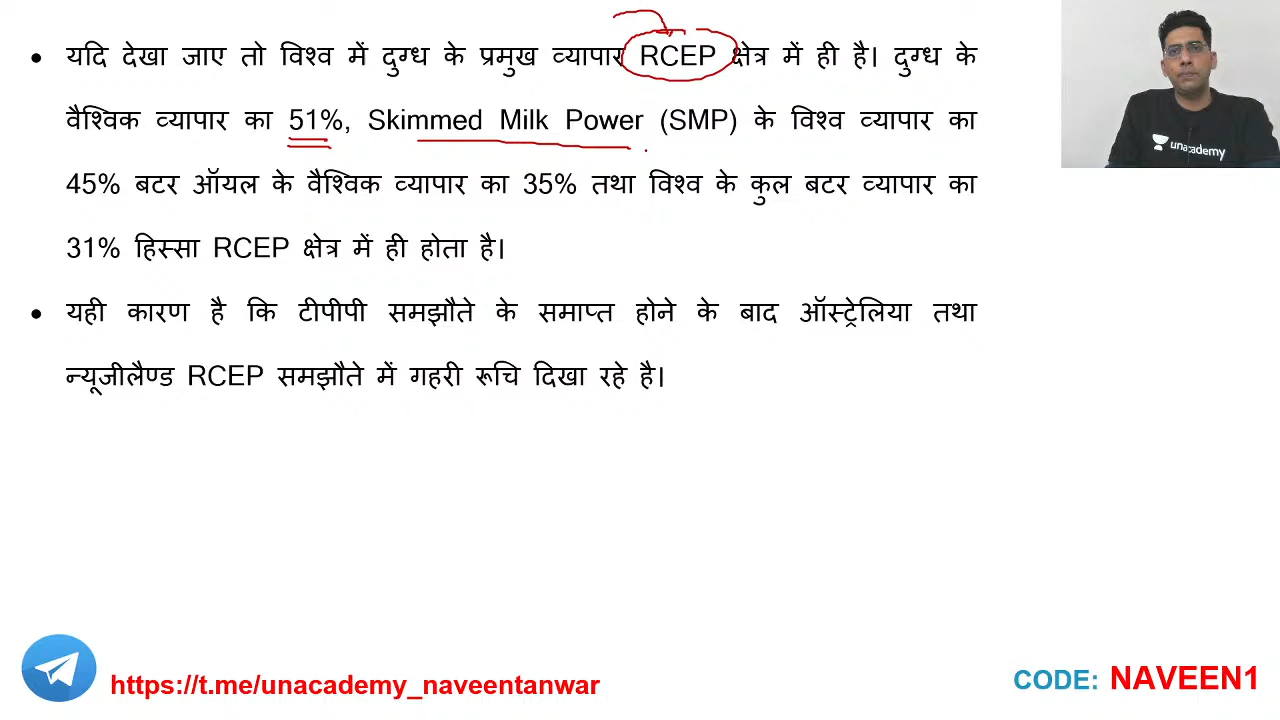 • यदि देखा जाए तो विश्व में दुग्ध के प्रमुख व्यापार RCEP क्षेत्र में ही है। दुग्ध के
वैश्विक व्यापार का 51%, Skimmed Milk Power (SMP) के विश्व व्यापार का
45% बटर ऑयल के वैश्विक व्यापार का 35% तथा विश्व के कुल बटर व्यापार का
31% हिस्सा RCEP क्षेत्र में ही होता है।
• यही कारण है कि टीपीपी समझौते के समाप्त होने के बाद ऑस्ट्रेलिया तथा
न्यूजीलैण्ड RCEP समझौते में गहरी रूचि दिखा रहे है।
unacademy
https://t.me/unacademy_naveentanwar
CODE: NAVEEN1